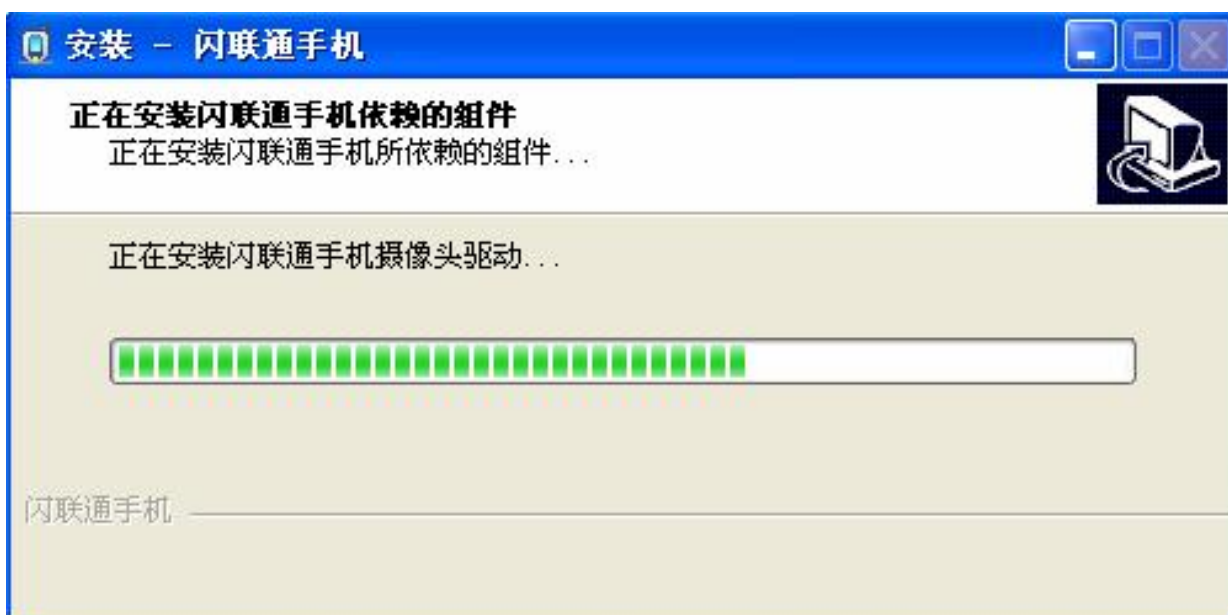 安装 - 闪联通手机
正在安装闪联通手机依赖的组件
正在安装闪联通手机所依赖的组件...
正在安装闪联通手机摄像头驱动...
闪联通手机